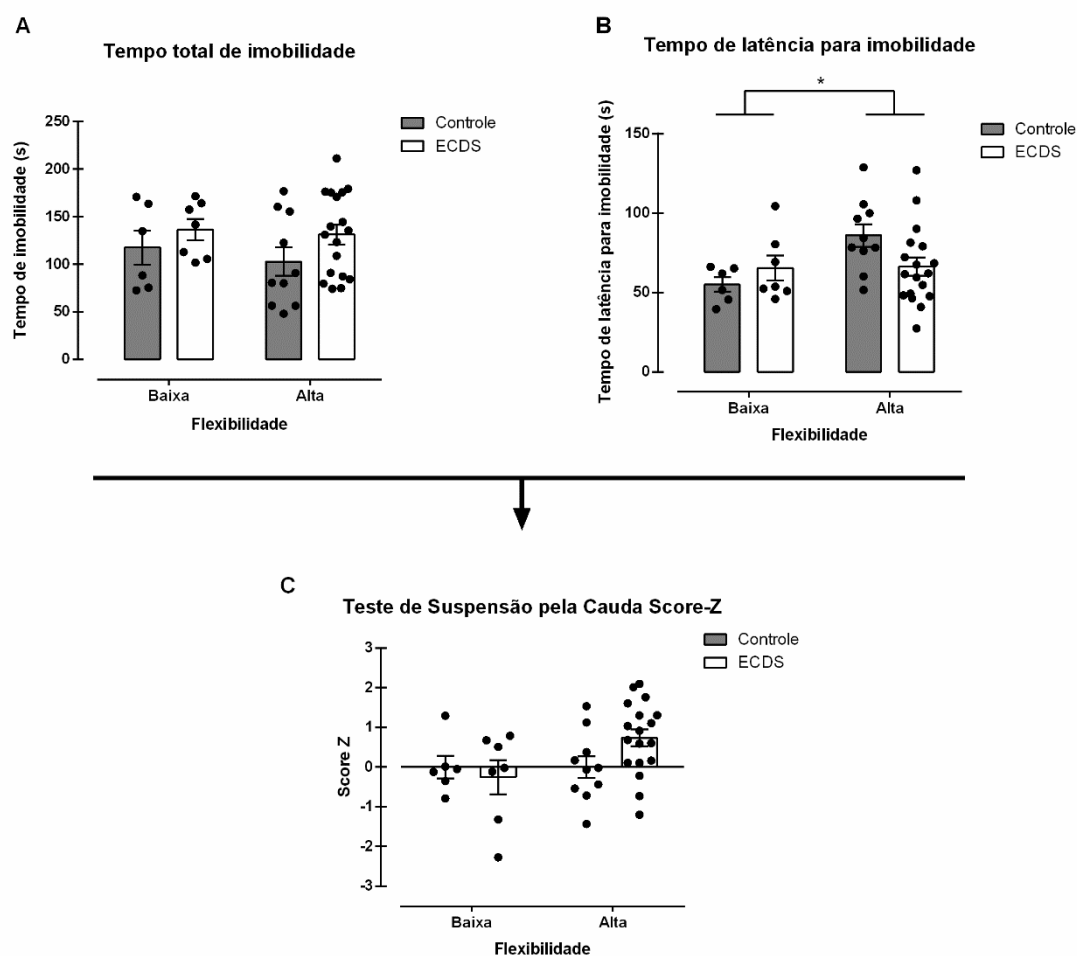 A
Tempo total de imobilidade
Tempo de imobilidade (s)
250
200
150
100
50
0
Controle
ECDS
Baixa
Alta
Flexibilidade
B
Tempo de latência para imobilidade
*
Tempo de latência para imobilidade (s)
150
100
50
0
Controle
ECDS
Baixa
Alta
Flexibilidade
C
Teste de Suspensão pela Cauda Score-Z
Score Z
3
2
1
0
-1
-2
-3
Controle
ECDS
Baixa
Alta
Flexibilidade